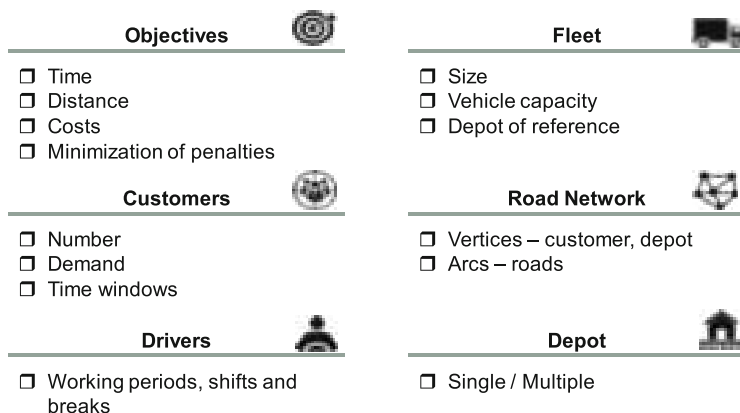 Objectives
❒ Time
❒ Distance
❒ Costs
❒ Minimization of penalties
Fleet
❒ Size
❒ Vehicle capacity
❒ Depot of reference
Customers
❒ Number
❒ Demand
❒ Time windows
Road Network
❒ Vertices – customer, depot
❒ Arcs – roads
Drivers
❒ Working periods, shifts and
breaks
Depot
❒ Single / Multiple